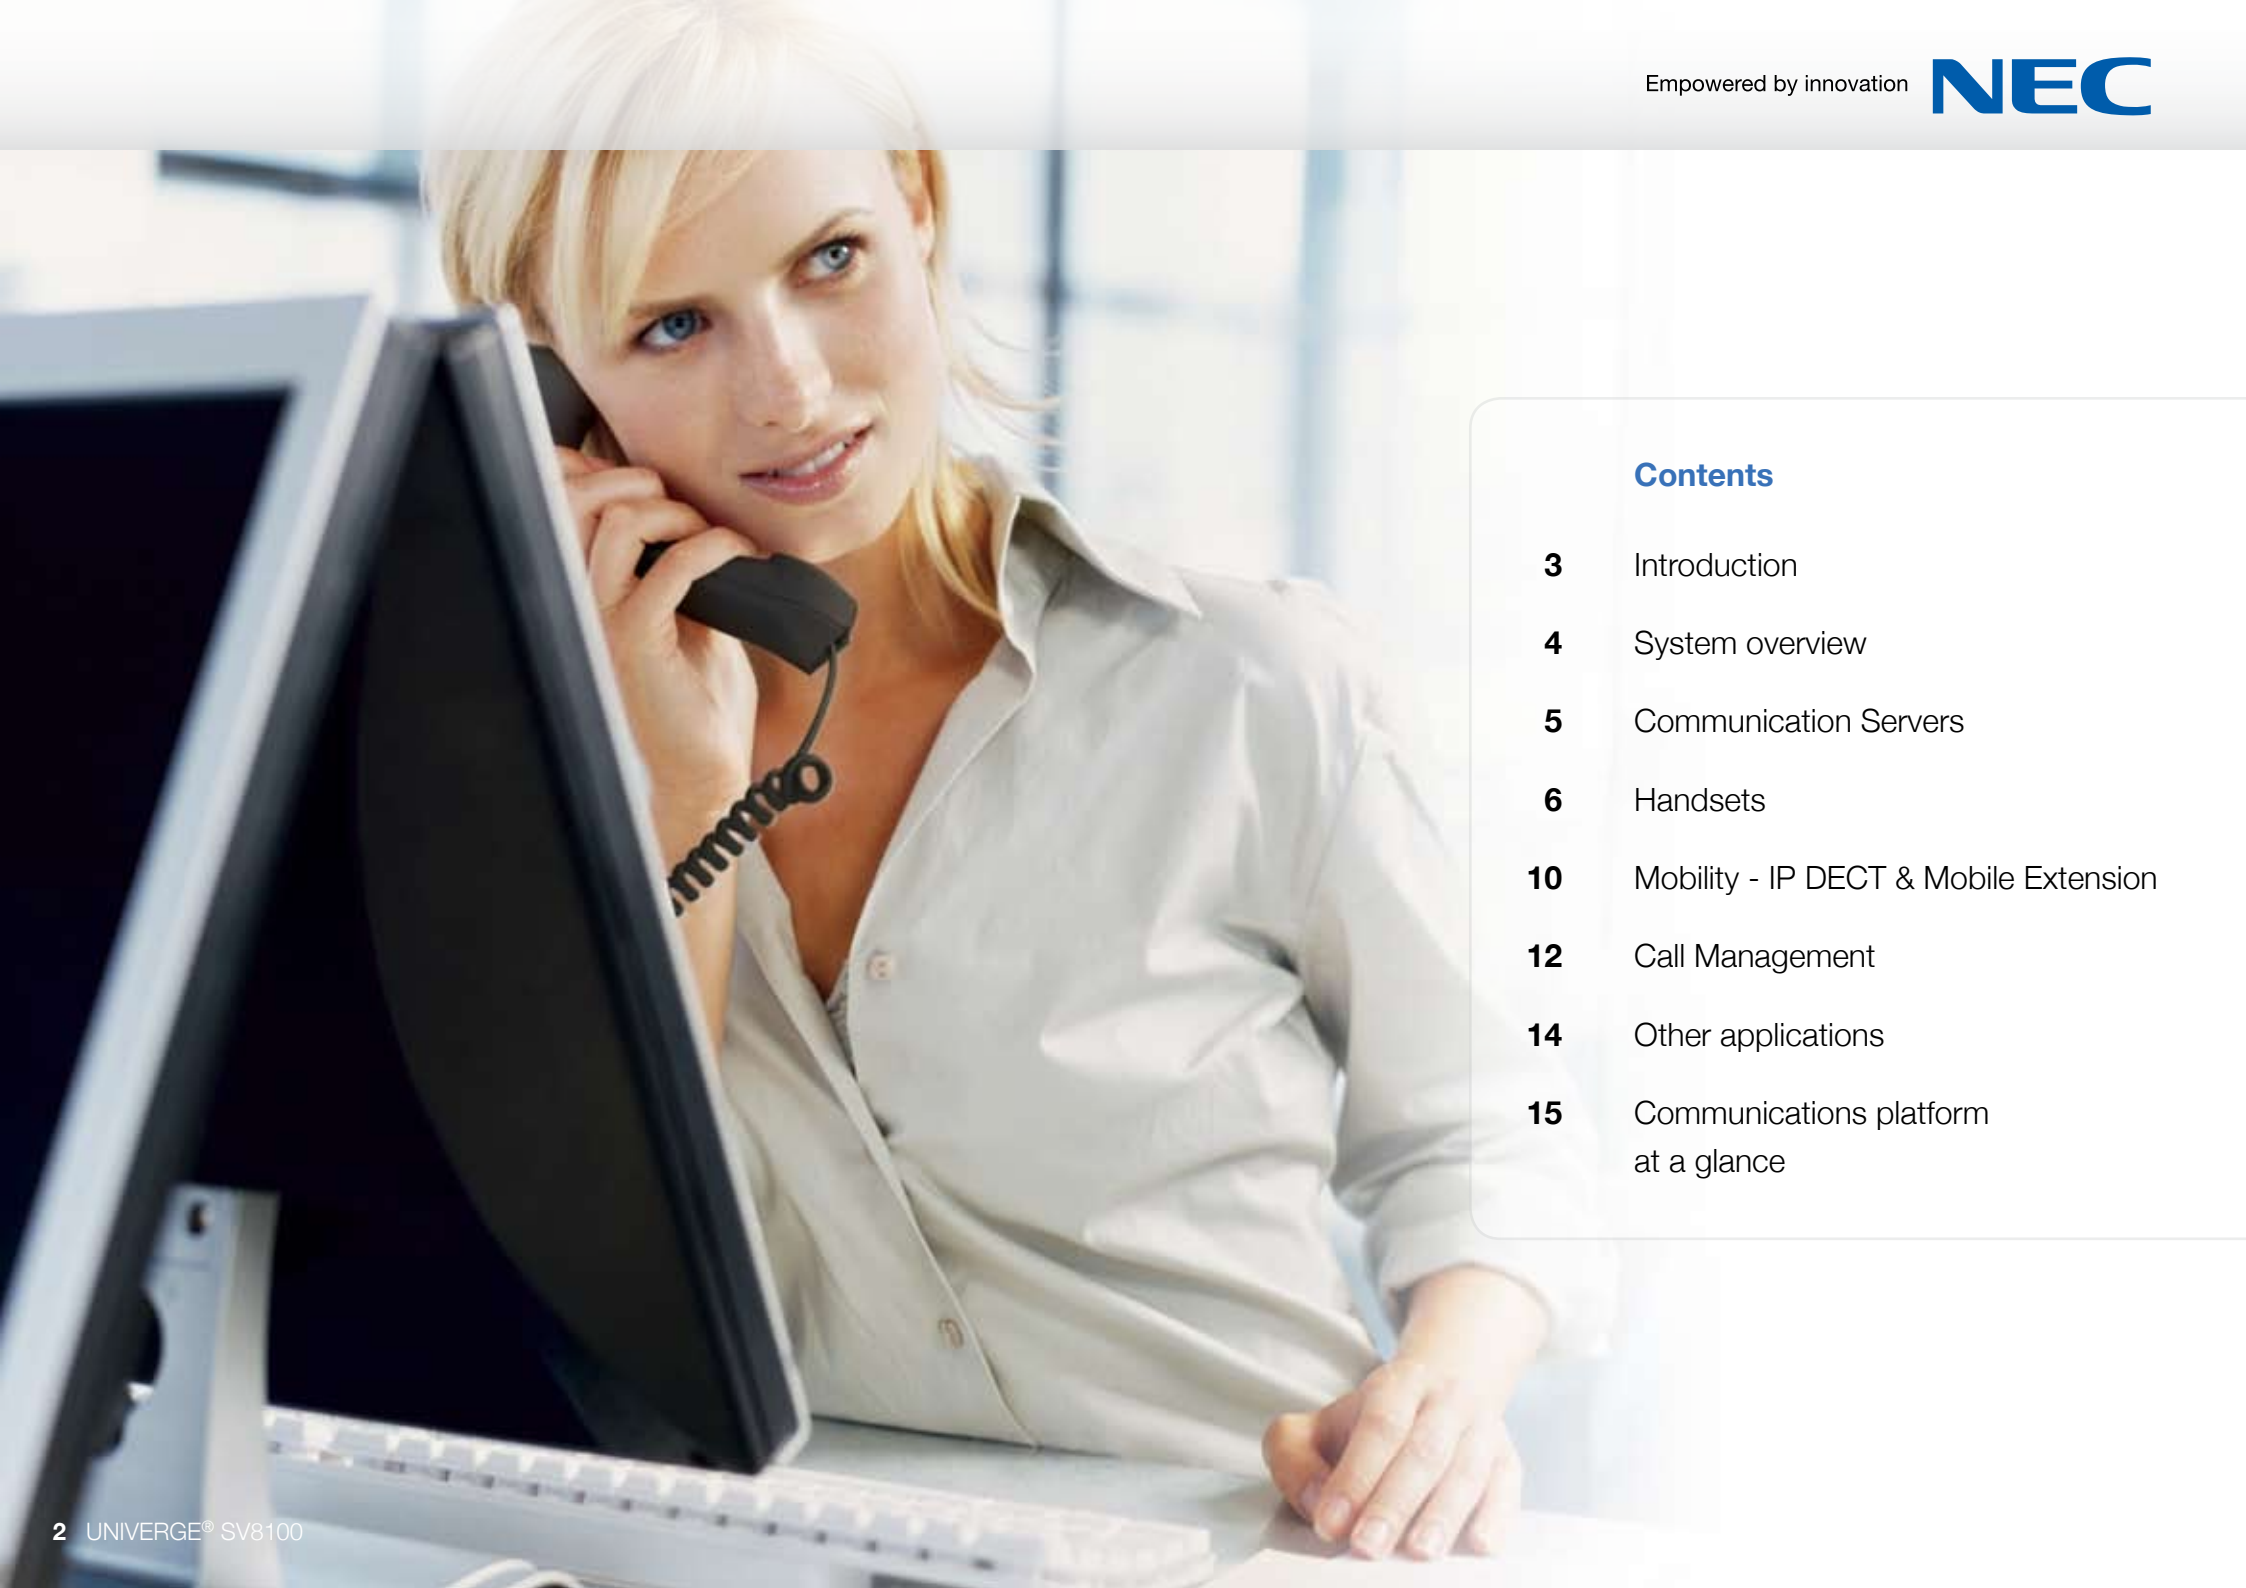 Empowered by innovation NEC
Contents
3 Introduction
4 System overview
5 Communication Servers
6 Handsets
10 Mobility - IP DECT & Mobile Extension
12 Call Management
14 Other applications
15 Communications platform
at a glance
2 UNIVERGE® SV8100